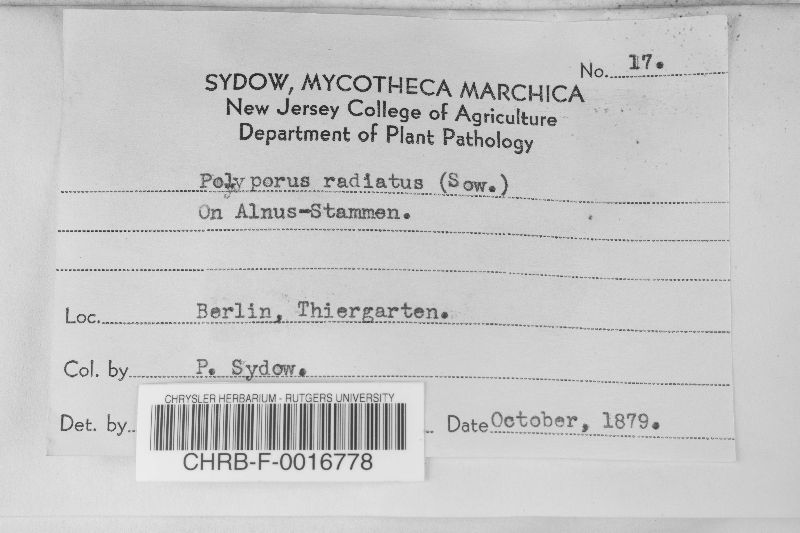 No. 17.
SYDOW, MYCOTHECA MARCHICA
New Jersey College of Agriculture
Department of Plant Pathology
Polyporus radiatus (Sow.)
On Alnus-Stammen.
Loc. Berlin, Thiergarten.
Col. by P. Sydow.
Det. by Date October, 1879.
CHRYSLER HERBARIUM - RUTGERS UNIVERSITY
CHRB-F-0016778